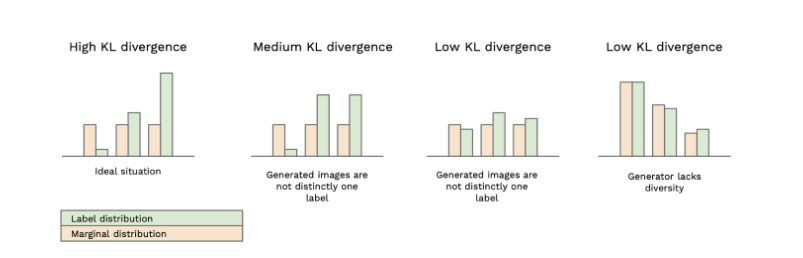 High KL divergence
Medium KL divergence
Low KL divergence
Low KL divergence
Ideal situation
Generated images are
not distinctly one
label
Generated images are
not distinctly one
label
Generator lacks
diversity
Label distribution
Marginal distribution